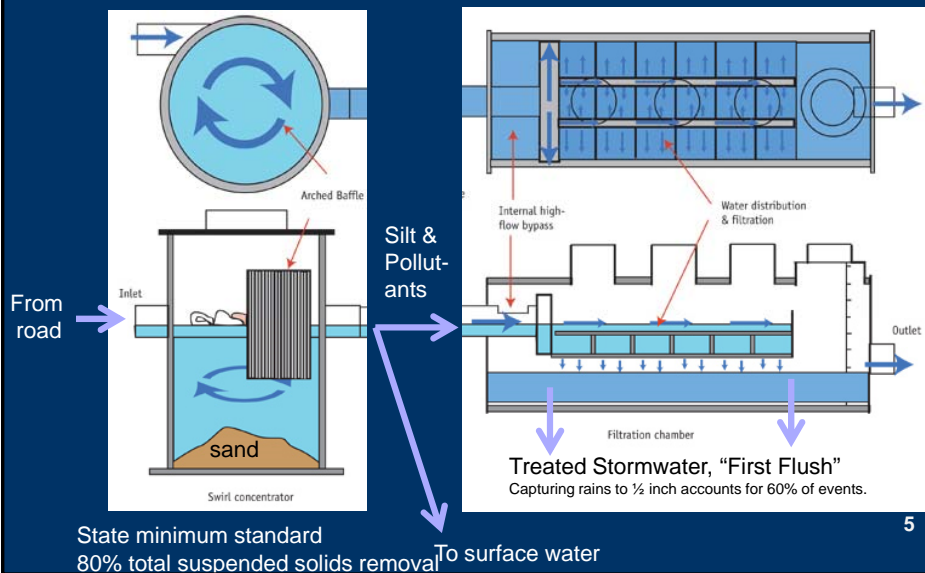 Arched Baffle
Internal high-
flow bypass
Water distribution
& filtration
Silt &
Pollut-
ants
From
road
Inlet
Outlet
sand
Swirl concentrator
Filtration chamber
Treated Stormwater, “First Flush”
Capturing rains to ½ inch accounts for 60% of events.
State minimum standard
80% total suspended solids removal
To surface water
5